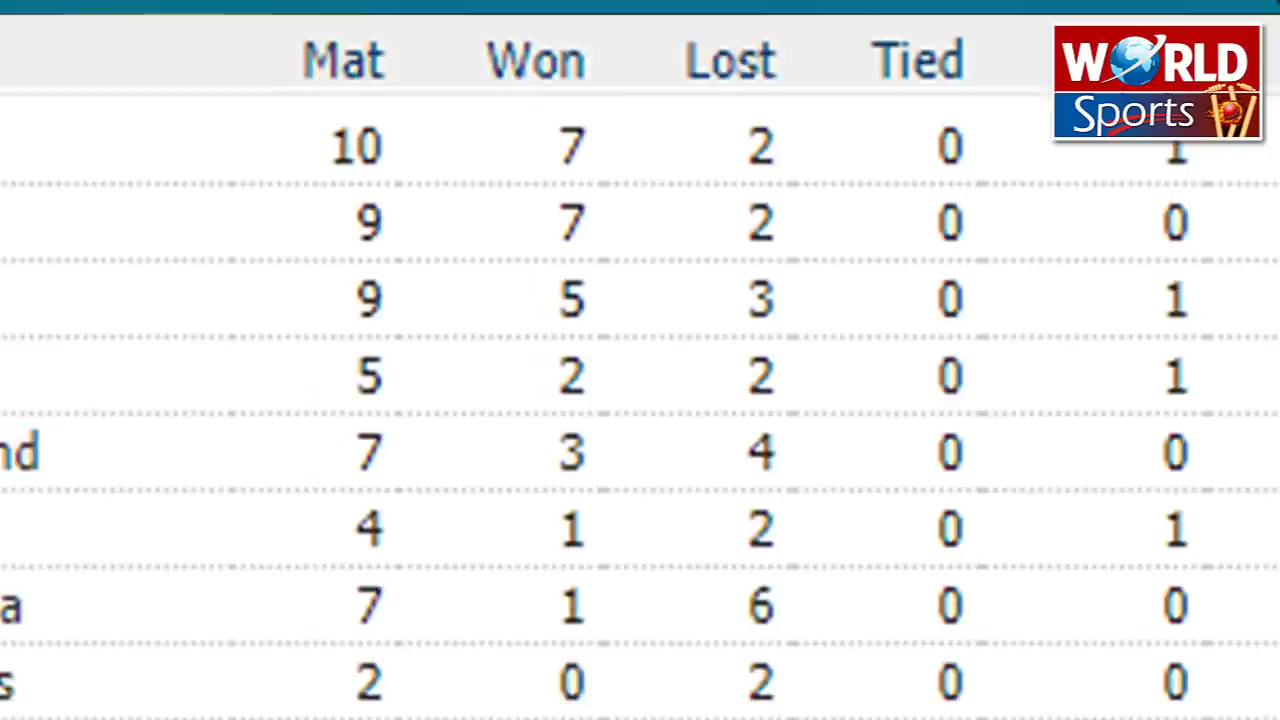 Mat Won Lost Tied
WORLD
Sports
10 7 2 0 1
9 7 2 0 0
9 5 3 0 1
5 2 2 0 1
nd 7 3 4 0 0
4 1 2 0 1
a 7 1 6 0 0
s 2 0 2 0 0